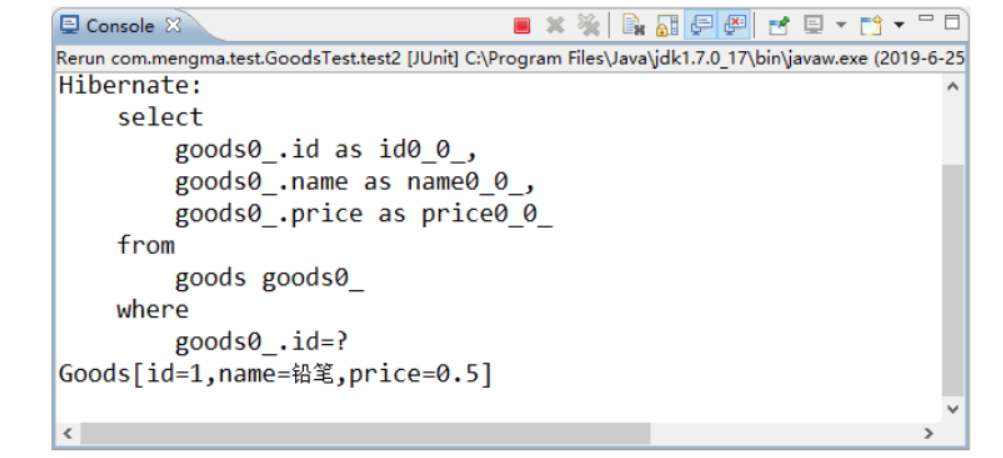 Console
Rerun com.mengma.test.GoodsTest.test2 [JUnit] C:\Program Files\Java\jdk1.7.0_17\bin\javaw.exe (2019-6-25
Hibernate:
    select
        goods0_.id as id0_0_,
        goods0_.name as name0_0_,
        goods0_.price as price0_0_
    from
        goods goods0_
    where
        goods0_.id=?
Goods[id=1,name=铅笔,price=0.5]